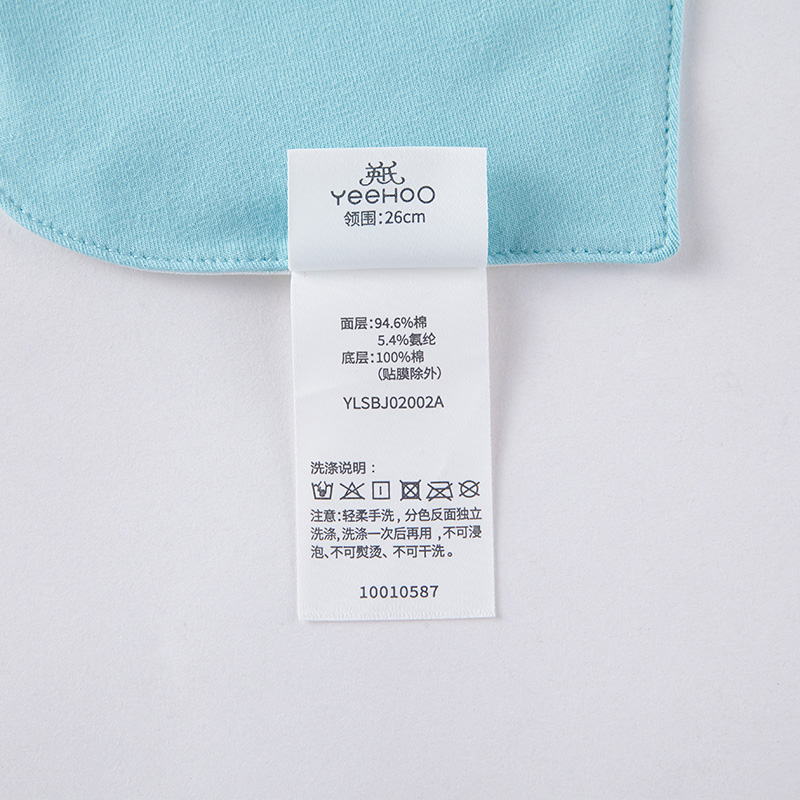 英氏
YeeHoO
领围:26cm
面层:94.6%棉
5.4%氨纶
底层:100%棉
(贴膜除外)
YLSBJ02002A
洗涤说明:
注意:轻柔手洗,分色反面独立
洗涤,洗涤一次后再用,不可浸
泡、不可熨烫、不可干洗。
10010587